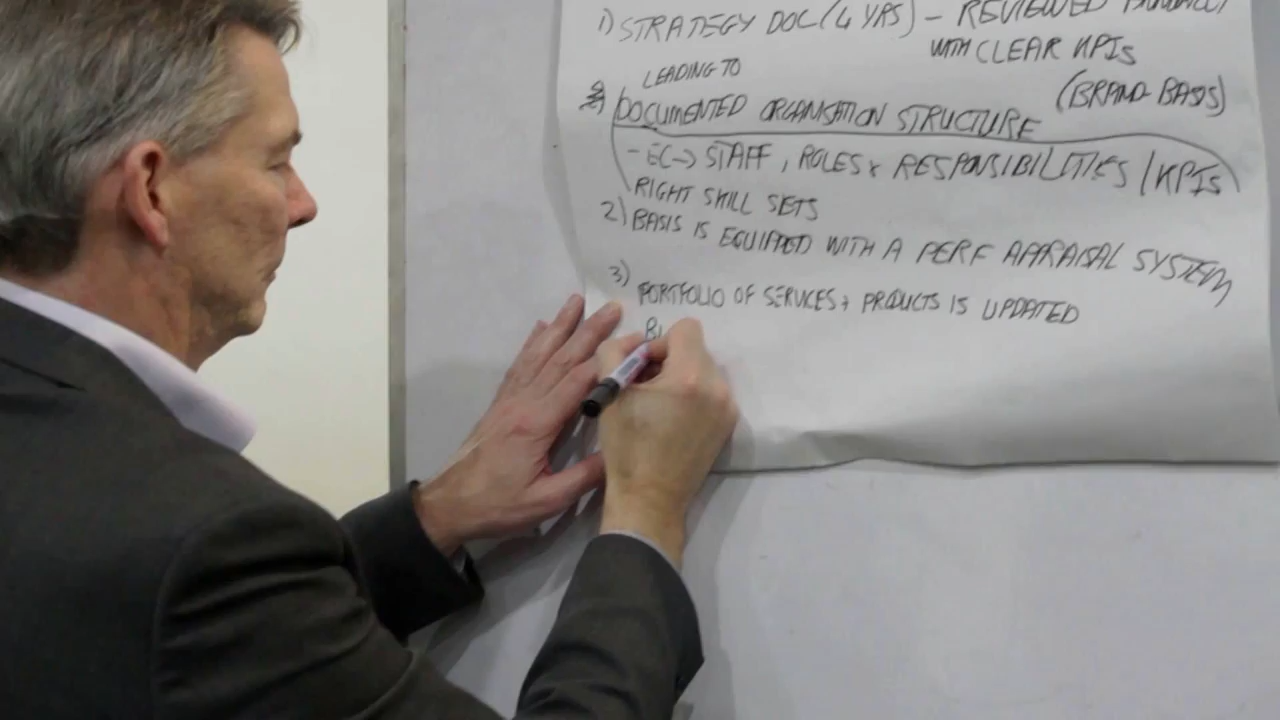 1) STRATEGY DOC (4 YRS) - REVIEWED
WITH CLEAR KPIs
LEADING TO
(BRAND BASIS)
DOCUMENTED ORGANISATION STRUCTURE
- EC -> STAFF, ROLES & RESPONSIBILITIES / KPIs
RIGHT SKILL SETS
2) BASIS IS EQUIPPED WITH A PERF APPRAISAL SYSTEM
3) PORTFOLIO OF SERVICES + PRODUCTS IS UPDATED